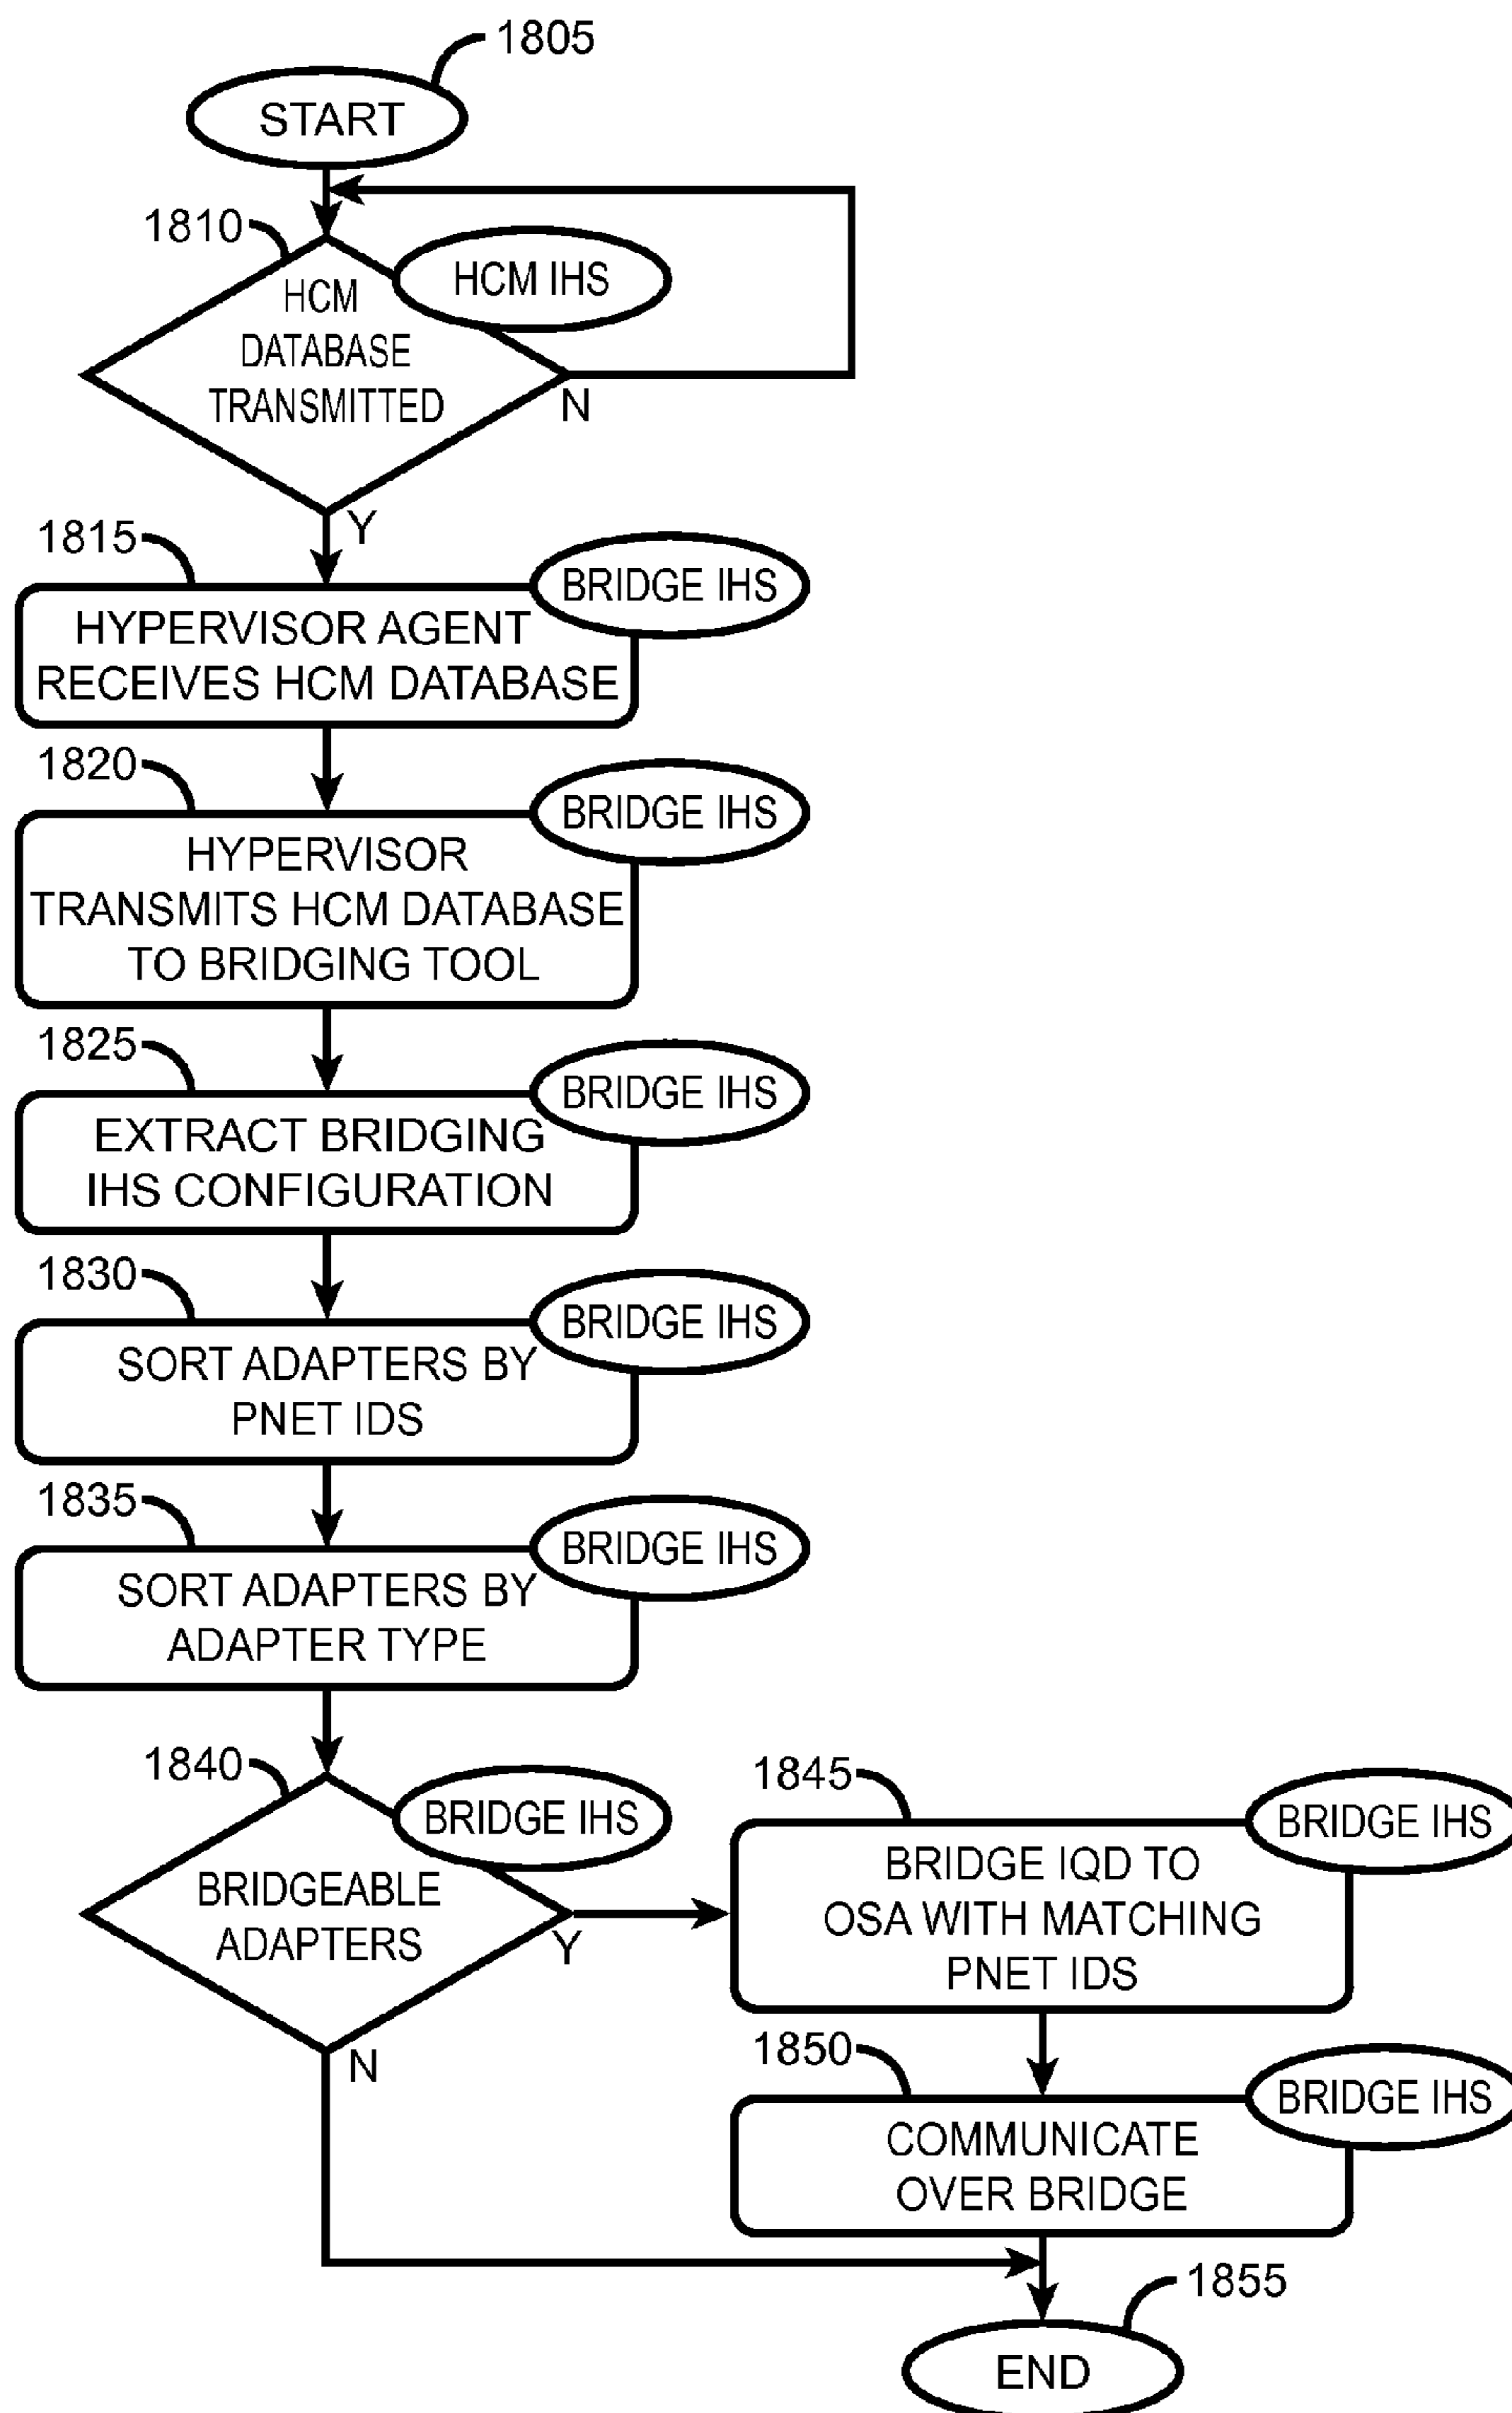 1805
START
1810
HCM IHS
HCM
DATABASE
TRANSMITTED
N
Y
1815
BRIDGE IHS
HYPERVISOR AGENT
RECEIVES HCM DATABASE
1820
BRIDGE IHS
HYPERVISOR
TRANSMITS HCM DATABASE
TO BRIDGING TOOL
1825
BRIDGE IHS
EXTRACT BRIDGING
IHS CONFIGURATION
1830
BRIDGE IHS
SORT ADAPTERS BY
PNET IDS
1835
BRIDGE IHS
SORT ADAPTERS BY
ADAPTER TYPE
1840
BRIDGE IHS
BRIDGEABLE
ADAPTERS
Y
N
1845
BRIDGE IHS
BRIDGE IQD TO
OSA WITH MATCHING
PNET IDS
1850
BRIDGE IHS
COMMUNICATE
OVER BRIDGE
1855
END